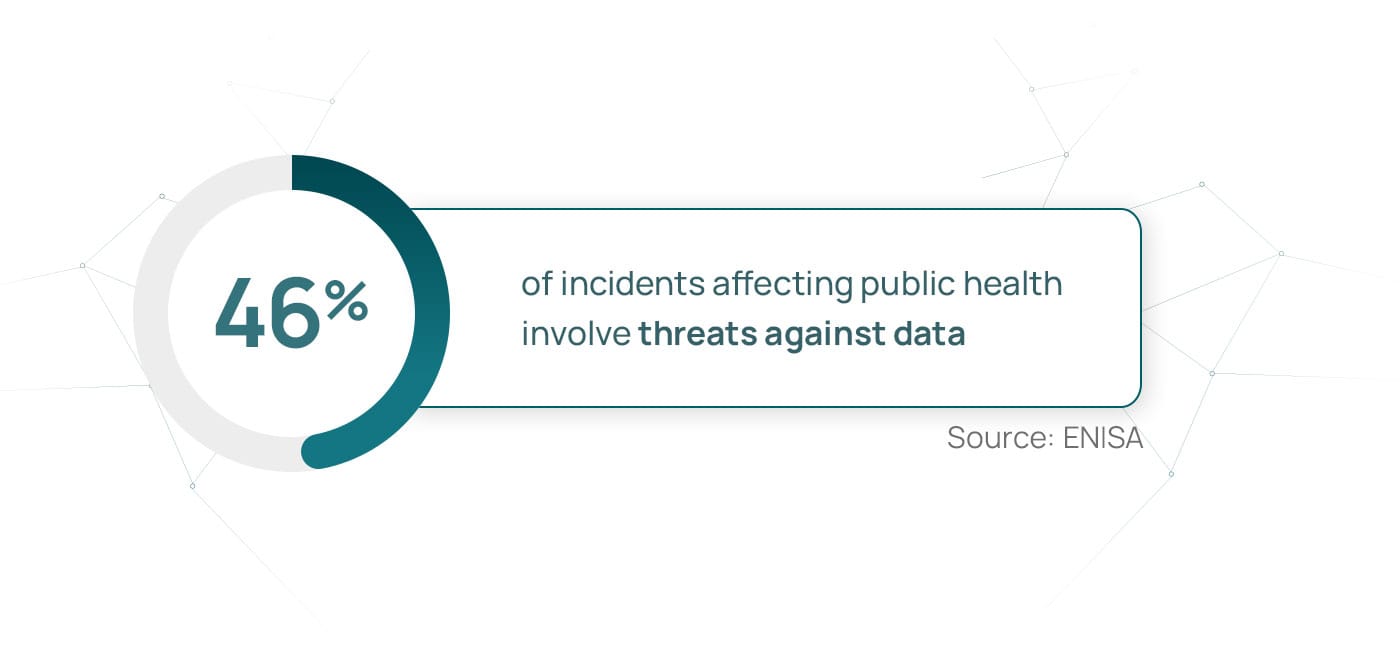 46%
of incidents affecting public health
involve threats against data
Source: ENISA